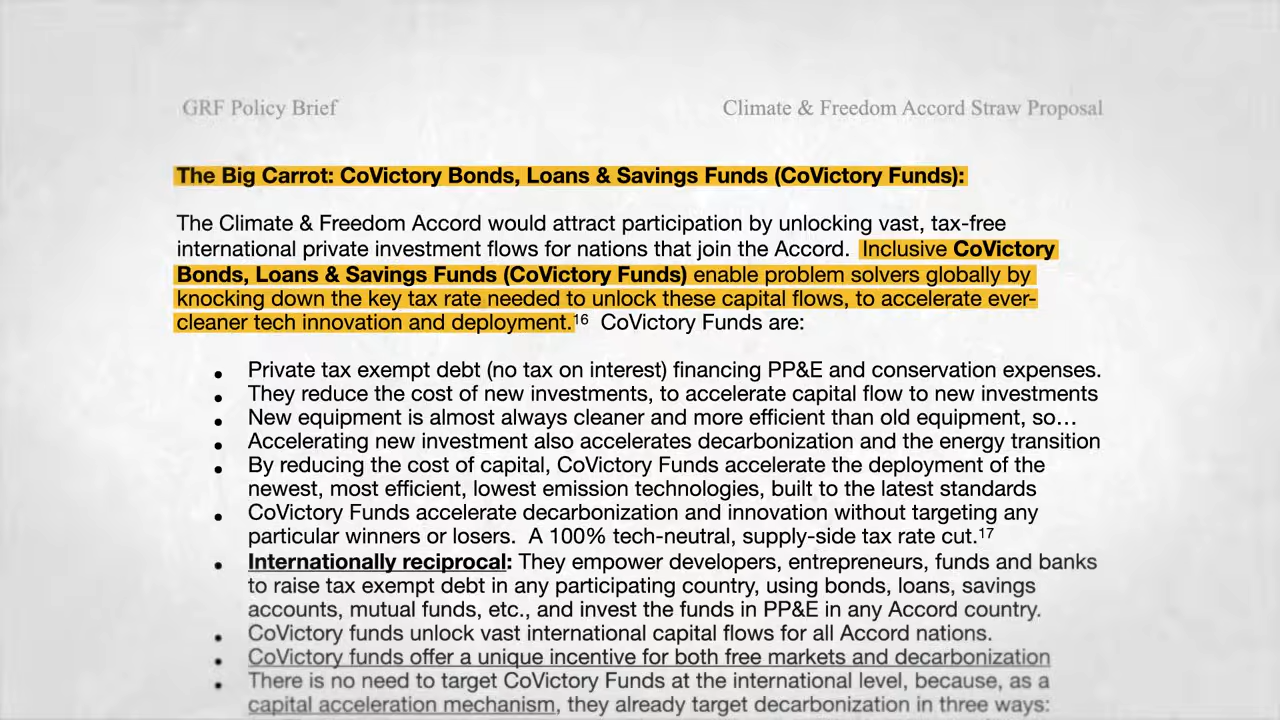 GRF Policy Brief
Climate & Freedom Accord Straw Proposal
The Big Carrot: CoVictory Bonds, Loans & Savings Funds (CoVictory Funds):
The Climate & Freedom Accord would attract participation by unlocking vast, tax-free
international private investment flows for nations that join the Accord. Inclusive CoVictory
Bonds, Loans & Savings Funds (CoVictory Funds) enable problem solvers globally by
knocking down the key tax rate needed to unlock these capital flows, to accelerate ever-
cleaner tech innovation and deployment.16 CoVictory Funds are:
• Private tax exempt debt (no tax on interest) financing PP&E and conservation expenses.
• They reduce the cost of new investments, to accelerate capital flow to new investments
• New equipment is almost always cleaner and more efficient than old equipment, so…
• Accelerating new investment also accelerates decarbonization and the energy transition
• By reducing the cost of capital, CoVictory Funds accelerate the deployment of the
newest, most efficient, lowest emission technologies, built to the latest standards
• CoVictory Funds accelerate decarbonization and innovation without targeting any
particular winners or losers. A 100% tech-neutral, supply-side tax rate cut.17
• Internationally reciprocal: They empower developers, entrepreneurs, funds and banks
to raise tax exempt debt in any participating country, using bonds, loans, savings
accounts, mutual funds, etc., and invest the funds in PP&E in any Accord country.
• CoVictory funds unlock vast international capital flows for all Accord nations.
• CoVictory funds offer a unique incentive for both free markets and decarbonization
• There is no need to target CoVictory Funds at the international level, because, as a
capital acceleration mechanism, they already target decarbonization in three ways: